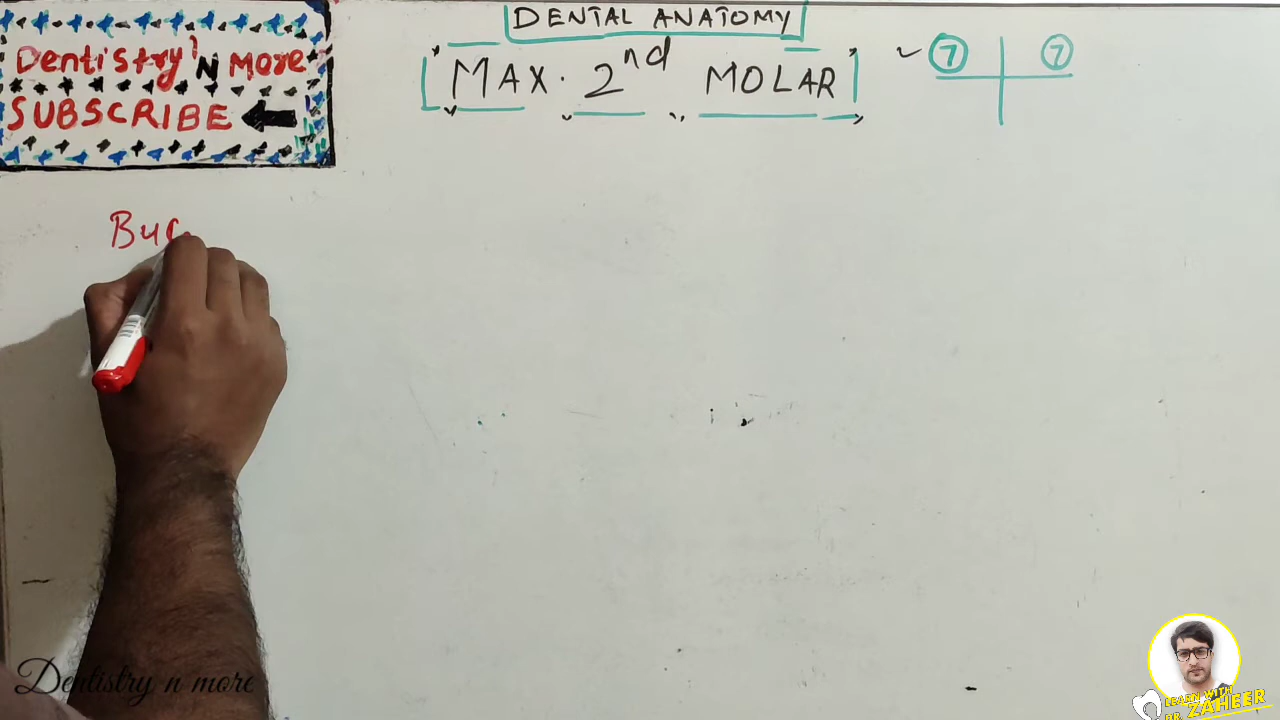 DENTAL ANATOMY
MAX. 2nd MOLAR
7 7
Dentistry 'N More
SUBSCRIBE
Buc
Dentistry n more
LEARN WITH
DR. ZAHEER